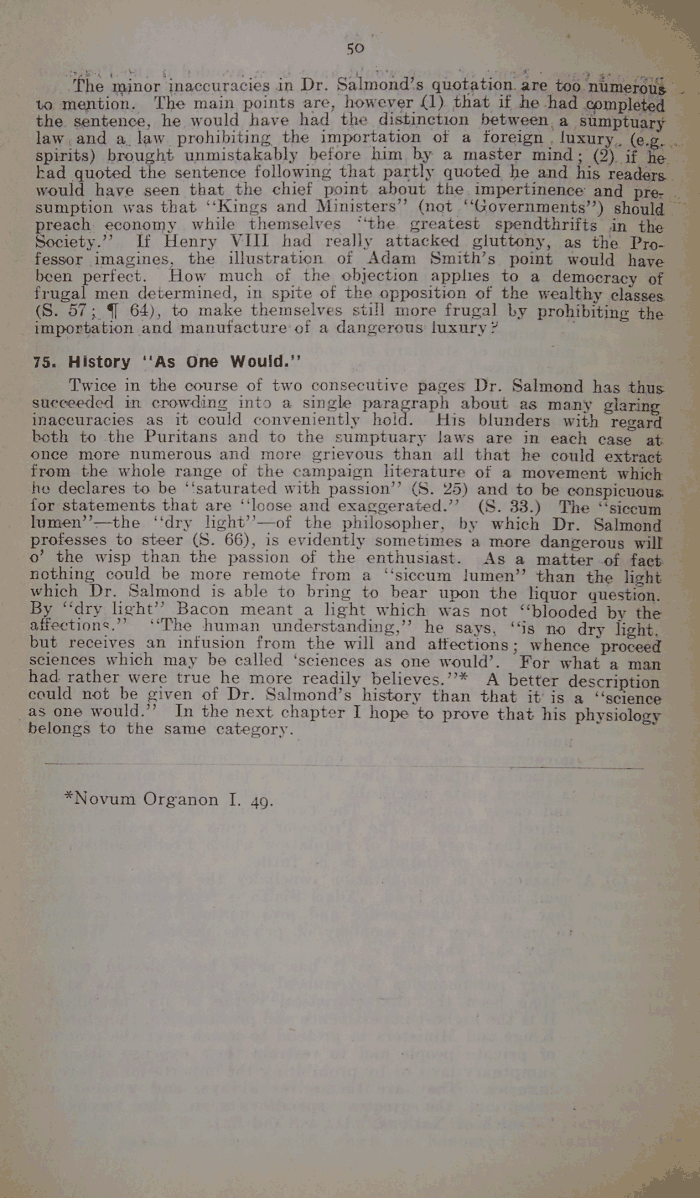 50
The minor inaccuracies in Dr. Salmond's quotation are too numerous
to mention. The main points are, however (1) that if he had completed
the sentence, he would have had the distinction between a sumptuary
law and a law prohibiting the importation of a foreign luxury, (e.g.
spirits) brought unmistakably before him by a master mind; (2) if he
had quoted the sentence following that partly quoted he and his readers
would have seen that the chief point about the impertinence and pre-
sumption was that "Kings and Ministers" (not "Governments") should
preach economy while themselves "the greatest spendthrifts in the
Society." If Henry VIII had really attacked gluttony, as the Pro-
fessor imagines, the illustration of Adam Smith's point would have
been perfect. How much of the objection applies to a democracy of
frugal men determined, in spite of the opposition of the wealthy classes
(S. 57; ¶ 64), to make themselves still more frugal by prohibiting the
importation and manufacture of a dangerous luxury?
75. History "As One Would."
Twice in the course of two consecutive pages Dr. Salmond has thus
succeeded in crowding into a single paragraph about as many glaring
inaccuracies as it could conveniently hold. His blunders with regard
both to the Puritans and to the sumptuary laws are in each case at
once more numerous and more grievous than all that he could extract
from the whole range of the campaign literature of a movement which
he declares to be "saturated with passion" (S. 25) and to be conspicuous
for statements that are "loose and exaggerated." (S. 33.) The "siccum
lumen"—the "dry light"—of the philosopher, by which Dr. Salmond
professes to steer (S. 66), is evidently sometimes a more dangerous will
o' the wisp than the passion of the enthusiast. As a matter of fact
nothing could be more remote from a "siccum lumen" than the light
which Dr. Salmond is able to bring to bear upon the liquor question.
By "dry light" Bacon meant a light which was not "blooded by the
affections." "The human understanding," he says, "is no dry light,
but receives an infusion from the will and affections; whence proceed
sciences which may be called 'sciences as one would'. For what a man
had rather were true he more readily believes."* A better description
could not be given of Dr. Salmond's history than that it is a "science
as one would." In the next chapter I hope to prove that his physiology
belongs to the same category.
*Novum Organon I. 49.